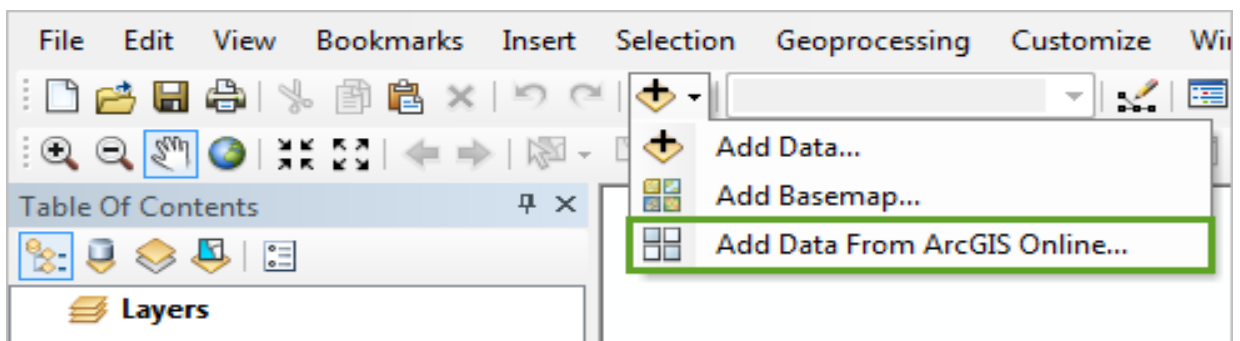 File Edit View Bookmarks Insert Selection Geoprocessing Customize
Add Data...
Table Of Contents
Add Basemap...
Add Data From ArcGIS Online...
Layers